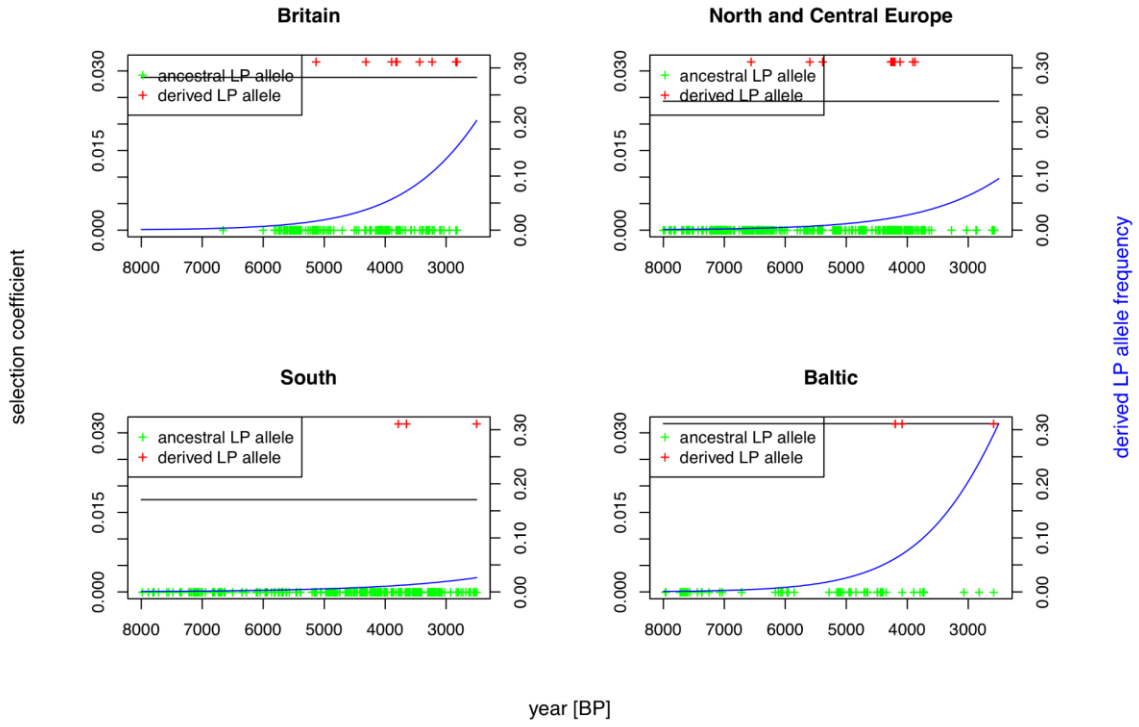 Britain
0.000 0.015 0.030
ancestral LP allele
derived LP allele
0.00 0.10 0.20 0.30
8000 7000 6000 5000 4000 3000
North and Central Europe
0.000 0.015 0.030
ancestral LP allele
derived LP allele
0.00 0.10 0.20 0.30
8000 7000 6000 5000 4000 3000
selection coefficient
derived LP allele frequency
South
0.000 0.015 0.030
ancestral LP allele
derived LP allele
0.00 0.10 0.20 0.30
8000 7000 6000 5000 4000 3000
Baltic
0.000 0.015 0.030
ancestral LP allele
derived LP allele
0.00 0.10 0.20 0.30
8000 7000 6000 5000 4000 3000
year [BP]